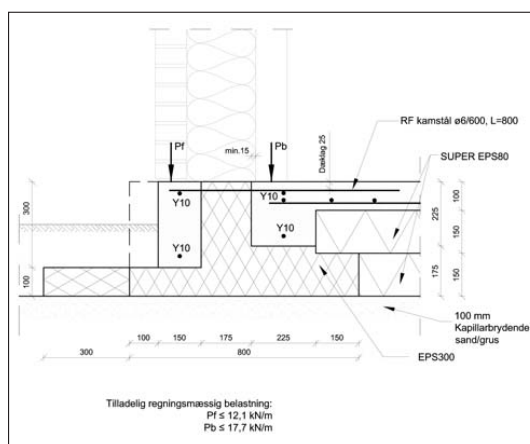 Pf
min.15
Pb
Dæklag 25
RF kamstål ø6/600, L=800
SUPER EPS80
300
Y10
Y10
100
225
150
Y10
Y10
175
150
100
100 mm
Kapillarbrydende
sand/grus
100
150
175
225
150
EPS300
300
800
Tilladelig regningsmæssig belastning:
Pf ≤ 12,1 kN/m
Pb ≤ 17,7 kN/m